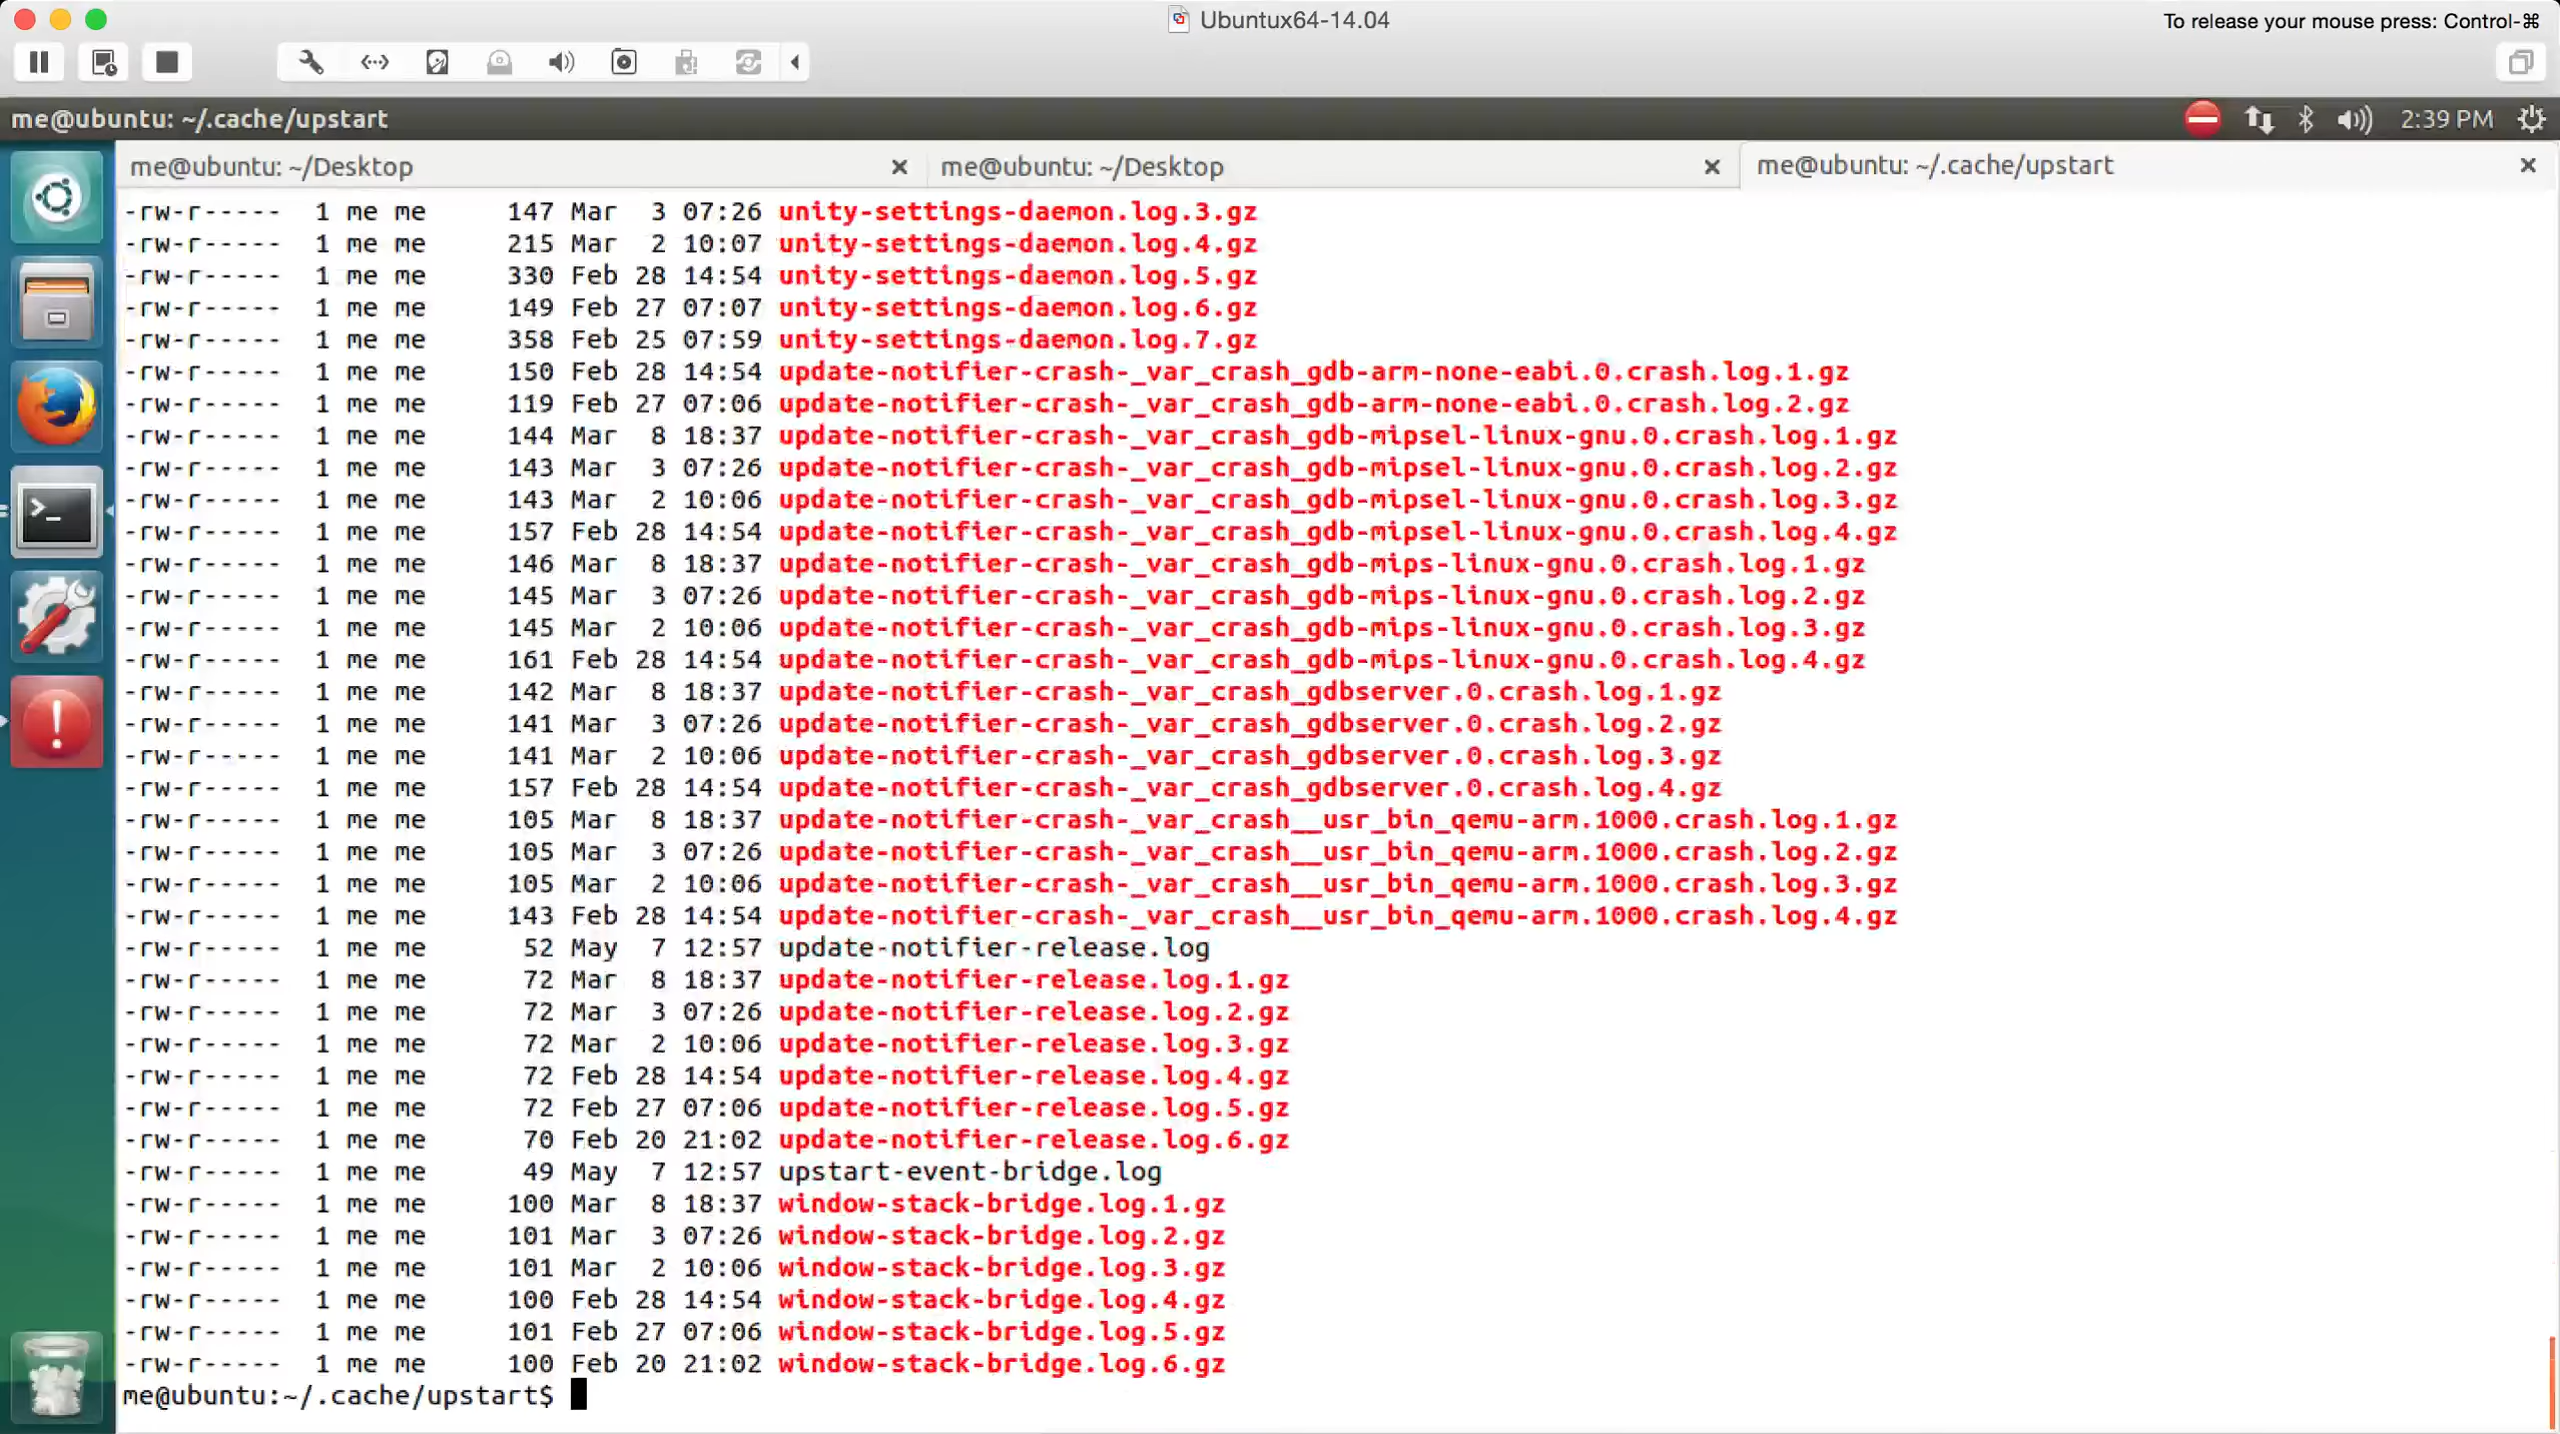 Ubuntux64-14.04
To release your mouse press: Control-⌘
me@ubuntu: ~/.cache/upstart
2:39 PM
me@ubuntu: ~/Desktop
me@ubuntu: ~/Desktop
me@ubuntu: ~/.cache/upstart
-rw-r----- 1 me me 147 Mar 3 07:26 unity-settings-daemon.log.3.gz
-rw-r----- 1 me me 215 Mar 2 10:07 unity-settings-daemon.log.4.gz
-rw-r----- 1 me me 330 Feb 28 14:54 unity-settings-daemon.log.5.gz
-rw-r----- 1 me me 149 Feb 27 07:07 unity-settings-daemon.log.6.gz
-rw-r----- 1 me me 358 Feb 25 07:59 unity-settings-daemon.log.7.gz
-rw-r----- 1 me me 150 Feb 28 14:54 update-notifier-crash-_var_crash_gdb-arm-none-eabi.0.crash.log.1.gz
-rw-r----- 1 me me 119 Feb 27 07:06 update-notifier-crash-_var_crash_gdb-arm-none-eabi.0.crash.log.2.gz
-rw-r----- 1 me me 144 Mar 8 18:37 update-notifier-crash-_var_crash_gdb-mipsel-linux-gnu.0.crash.log.1.gz
-rw-r----- 1 me me 143 Mar 3 07:26 update-notifier-crash-_var_crash_gdb-mipsel-linux-gnu.0.crash.log.2.gz
-rw-r----- 1 me me 143 Mar 2 10:06 update-notifier-crash-_var_crash_gdb-mipsel-linux-gnu.0.crash.log.3.gz
-rw-r----- 1 me me 157 Feb 28 14:54 update-notifier-crash-_var_crash_gdb-mipsel-linux-gnu.0.crash.log.4.gz
-rw-r----- 1 me me 146 Mar 8 18:37 update-notifier-crash-_var_crash_gdb-mips-linux-gnu.0.crash.log.1.gz
-rw-r----- 1 me me 145 Mar 3 07:26 update-notifier-crash-_var_crash_gdb-mips-linux-gnu.0.crash.log.2.gz
-rw-r----- 1 me me 145 Mar 2 10:06 update-notifier-crash-_var_crash_gdb-mips-linux-gnu.0.crash.log.3.gz
-rw-r----- 1 me me 161 Feb 28 14:54 update-notifier-crash-_var_crash_gdb-mips-linux-gnu.0.crash.log.4.gz
-rw-r----- 1 me me 142 Mar 8 18:37 update-notifier-crash-_var_crash_gdbserver.0.crash.log.1.gz
-rw-r----- 1 me me 141 Mar 3 07:26 update-notifier-crash-_var_crash_gdbserver.0.crash.log.2.gz
-rw-r----- 1 me me 141 Mar 2 10:06 update-notifier-crash-_var_crash_gdbserver.0.crash.log.3.gz
-rw-r----- 1 me me 157 Feb 28 14:54 update-notifier-crash-_var_crash_gdbserver.0.crash.log.4.gz
-rw-r----- 1 me me 105 Mar 8 18:37 update-notifier-crash-_var_crash__usr_bin_qemu-arm.1000.crash.log.1.gz
-rw-r----- 1 me me 105 Mar 3 07:26 update-notifier-crash-_var_crash__usr_bin_qemu-arm.1000.crash.log.2.gz
-rw-r----- 1 me me 105 Mar 2 10:06 update-notifier-crash-_var_crash__usr_bin_qemu-arm.1000.crash.log.3.gz
-rw-r----- 1 me me 143 Feb 28 14:54 update-notifier-crash-_var_crash__usr_bin_qemu-arm.1000.crash.log.4.gz
-rw-r----- 1 me me 52 May 7 12:57 update-notifier-release.log
-rw-r----- 1 me me 72 Mar 8 18:37 update-notifier-release.log.1.gz
-rw-r----- 1 me me 72 Mar 3 07:26 update-notifier-release.log.2.gz
-rw-r----- 1 me me 72 Mar 2 10:06 update-notifier-release.log.3.gz
-rw-r----- 1 me me 72 Feb 28 14:54 update-notifier-release.log.4.gz
-rw-r----- 1 me me 72 Feb 27 07:06 update-notifier-release.log.5.gz
-rw-r----- 1 me me 70 Feb 20 21:02 update-notifier-release.log.6.gz
-rw-r----- 1 me me 49 May 7 12:57 upstart-event-bridge.log
-rw-r----- 1 me me 100 Mar 8 18:37 window-stack-bridge.log.1.gz
-rw-r----- 1 me me 101 Mar 3 07:26 window-stack-bridge.log.2.gz
-rw-r----- 1 me me 101 Mar 2 10:06 window-stack-bridge.log.3.gz
-rw-r----- 1 me me 100 Feb 28 14:54 window-stack-bridge.log.4.gz
-rw-r----- 1 me me 101 Feb 27 07:06 window-stack-bridge.log.5.gz
-rw-r----- 1 me me 100 Feb 20 21:02 window-stack-bridge.log.6.gz
me@ubuntu:~/.cache/upstart$